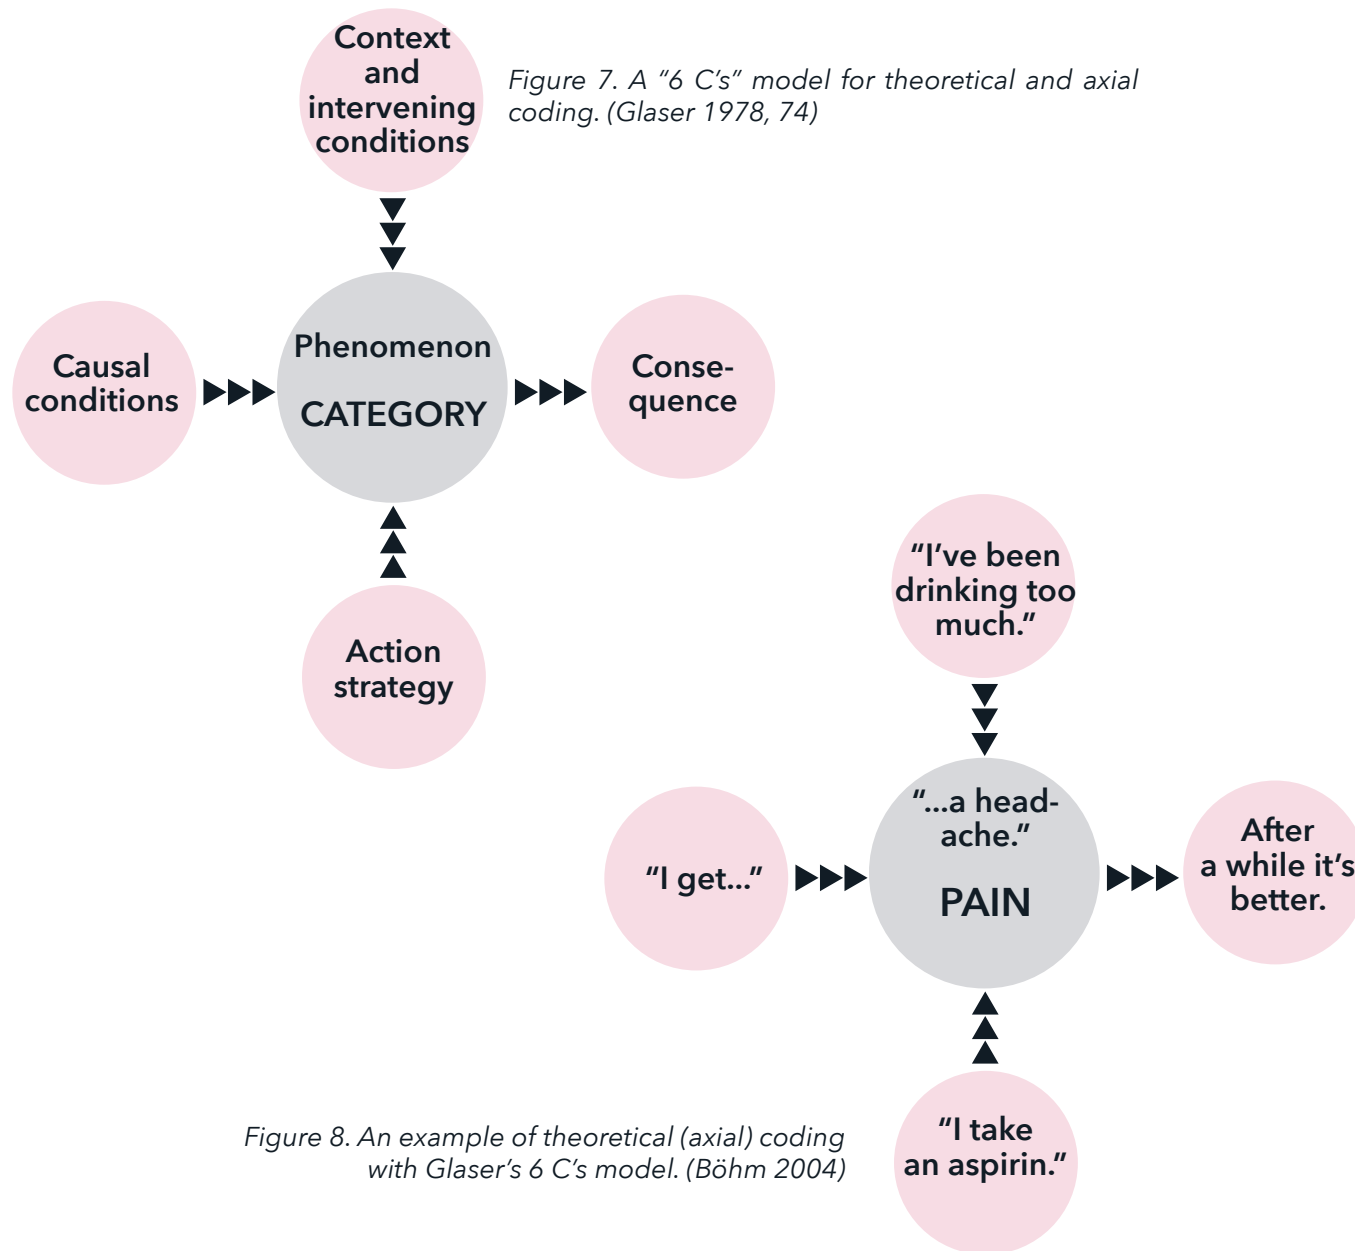 Context
and
intervening
conditions
Figure 7. A “6 C’s” model for theoretical and axial
coding. (Glaser 1978, 74)
Causal
conditions
Phenomenon
CATEGORY
Conse-
quence
Action
strategy
“I’ve been
drinking too
much.”
“I get...”
“...a head-
ache.”
PAIN
After
a while it’s
better.
“I take
an aspirin.”
Figure 8. An example of theoretical (axial) coding
with Glaser’s 6 C’s model. (Böhm 2004)